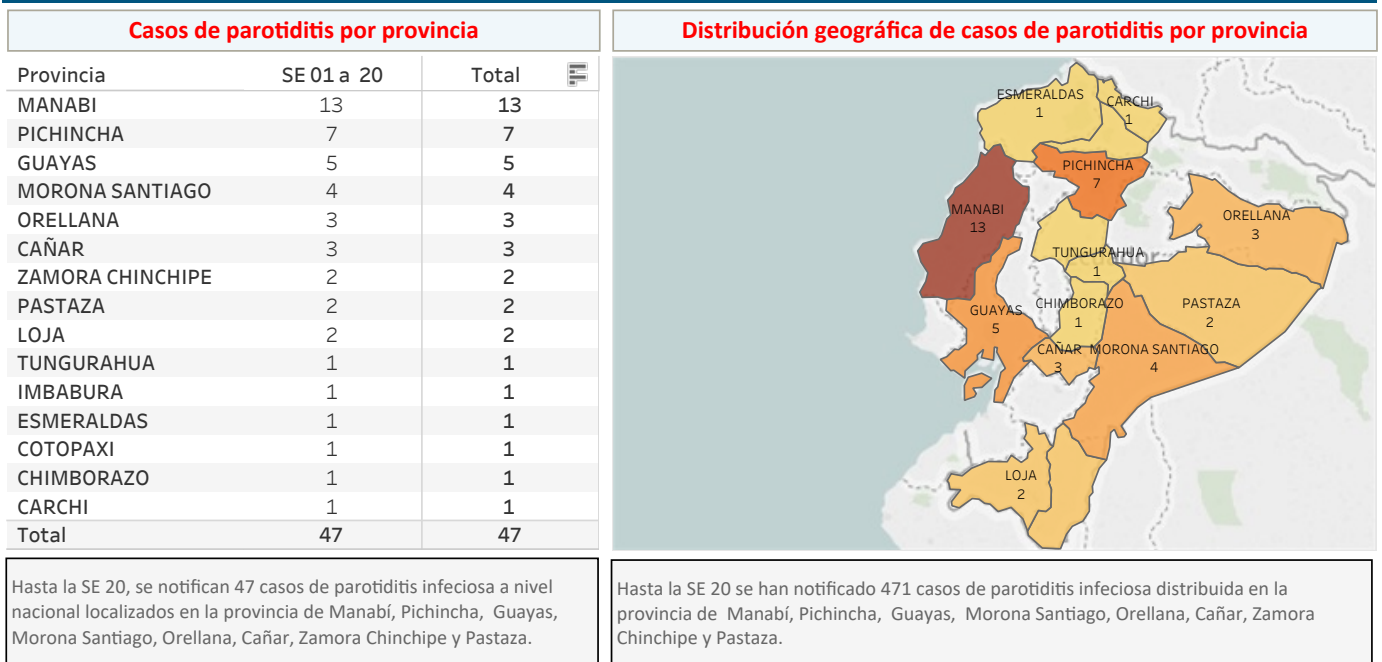 Casos de parotiditis por provincia
Provincia SE 01 a 20 Total
MANABI 13 13
PICHINCHA 7 7
GUAYAS 5 5
MORONA SANTIAGO 4 4
ORELLANA 3 3
CAÑAR 3 3
ZAMORA CHINCHIPE 2 2
PASTAZA 2 2
LOJA 2 2
TUNGURAHUA 1 1
IMBABURA 1 1
ESMERALDAS 1 1
COTOPAXI 1 1
CHIMBORAZO 1 1
CARCHI 1 1
Total 47 47
Hasta la SE 20, se notifican 47 casos de parotiditis infeciosa a nivel
nacional localizados en la provincia de Manabí, Pichincha, Guayas,
Morona Santiago, Orellana, Cañar, Zamora Chinchipe y Pastaza.
Distribución geográfica de casos de parotiditis por provincia
ESMERALDAS
1
CARCHI
1
PICHINCHA
7
MANABI
13
ORELLANA
3
TUNGURAHUA
1
GUAYAS
5
CHIMBORAZO
1
PASTAZA
2
CAÑAR
3
MORONA SANTIAGO
4
LOJA
2
Hasta la SE 20 se han notificado 471 casos de parotiditis infeciosa distribuida en la
provincia de Manabí, Pichincha, Guayas, Morona Santiago, Orellana, Cañar, Zamora
Chinchipe y Pastaza.